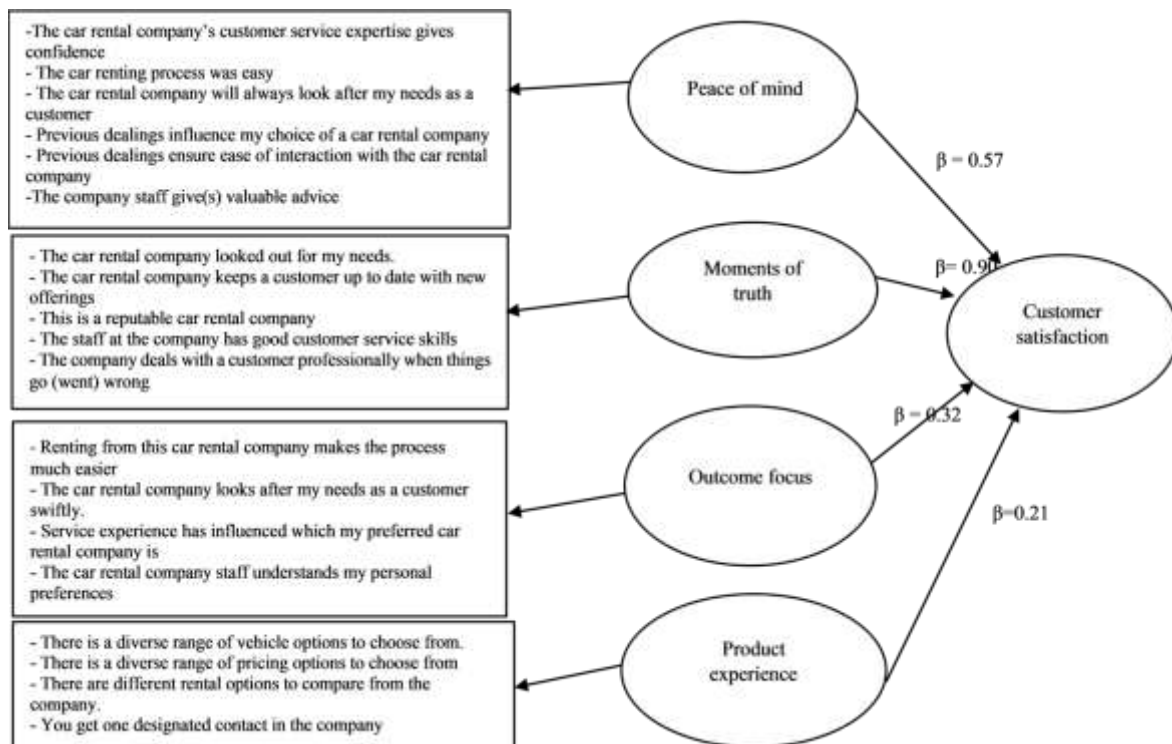 -The car rental company's customer service expertise gives
confidence
- The car renting process was easy
- The car rental company will always look after my needs as a
customer
- Previous dealings influence my choice of a car rental company
- Previous dealings ensure ease of interaction with the car rental
company
-The company staff give(s) valuable advice
Peace of mind
β = 0.57
- The car rental company looked out for my needs.
- The car rental company keeps a customer up to date with new
offerings
- This is a reputable car rental company
- The staff at the company has good customer service skills
- The company deals with a customer professionally when things
go (went) wrong
Moments of
truth
β= 0.90
Customer
satisfaction
- Renting from this car rental company makes the process
much easier
- The car rental company looks after my needs as a customer
swiftly.
- Service experience has influenced which my preferred car
rental company is
- The car rental company staff understands my personal
preferences
Outcome focus
β = 0.32
β=0.21
- There is a diverse range of vehicle options to choose from.
- There is a diverse range of pricing options to choose from
- There are different rental options to compare from the
company.
- You get one designated contact in the company
Product
experience